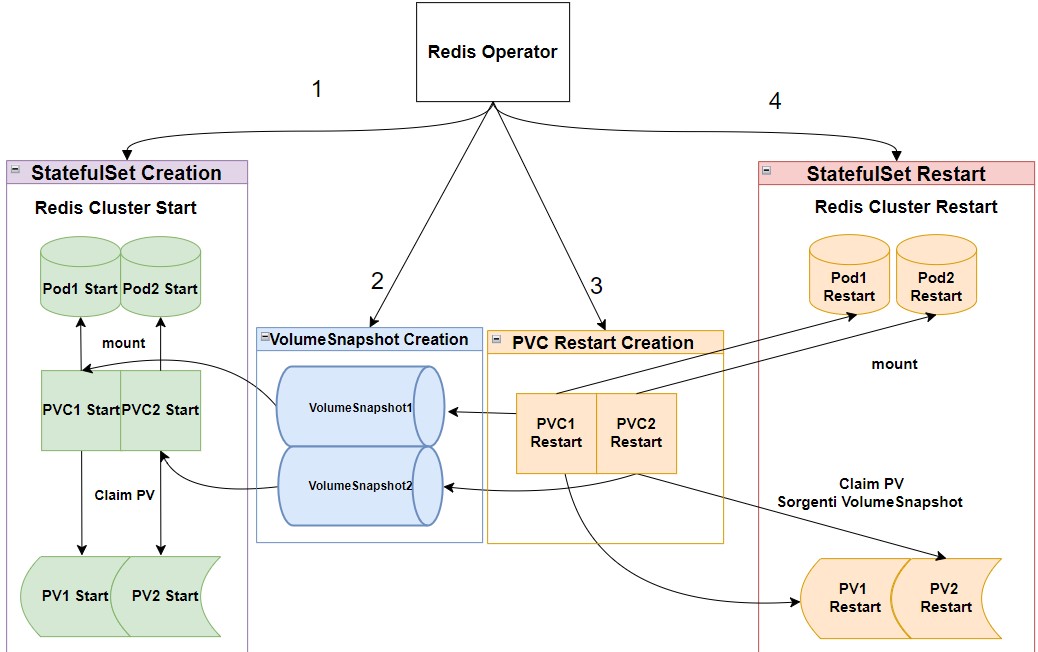 Redis Operator
1
4
StatefulSet Creation
StatefulSet Restart
Redis Cluster Start
Redis Cluster Restart
Pod1 Start
Pod2 Start
Pod1
Restart
Pod2
Restart
2
3
mount
VolumeSnapshot Creation
PVC Restart Creation
mount
PVC1 Start
PVC2 Start
VolumeSnapshot1
PVC1
Restart
PVC2
Restart
VolumeSnapshot2
Claim PV
Claim PV
Sorgenti VolumeSnapshot
PV1 Start
PV2 Start
PV1
Restart
PV2
Restart